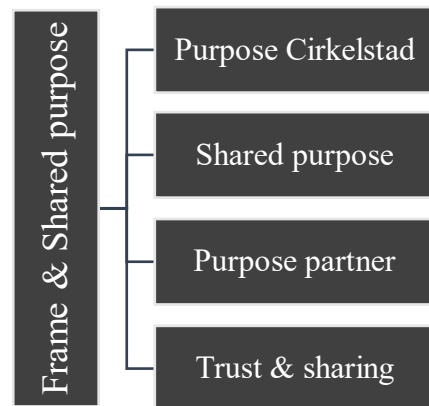 Frame & Shared purpose
Purpose Cirkelstad
Shared purpose
Purpose partner
Trust & sharing